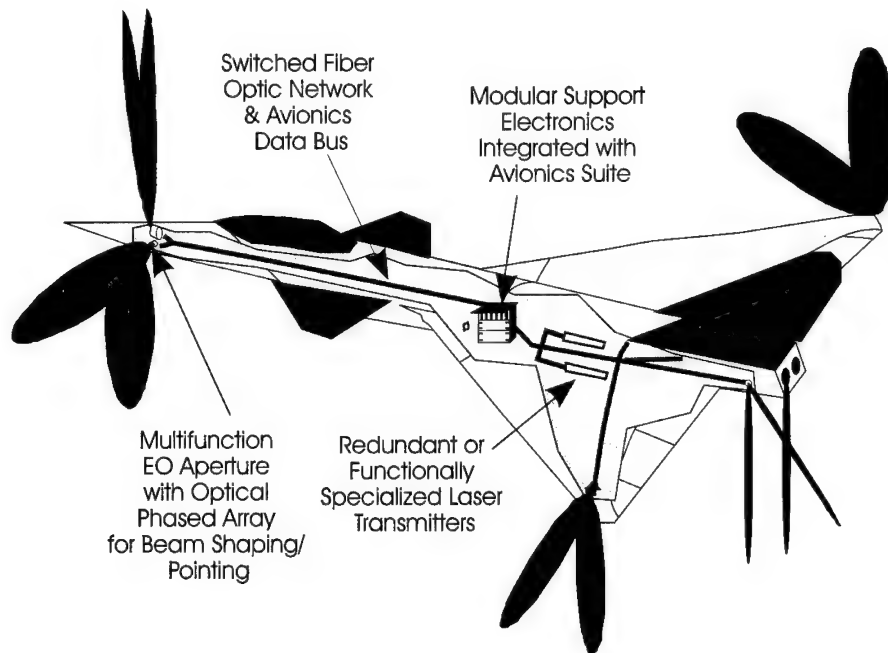 Switched Fiber
Optic Network
& Avionics
Data Bus
Modular Support
Electronics
Integrated with
Avionics Suite
Multifunction
EO Aperture
with Optical
Phased Array
for Beam Shaping/
Pointing
Redundant or
Functionally
Specialized Laser
Transmitters